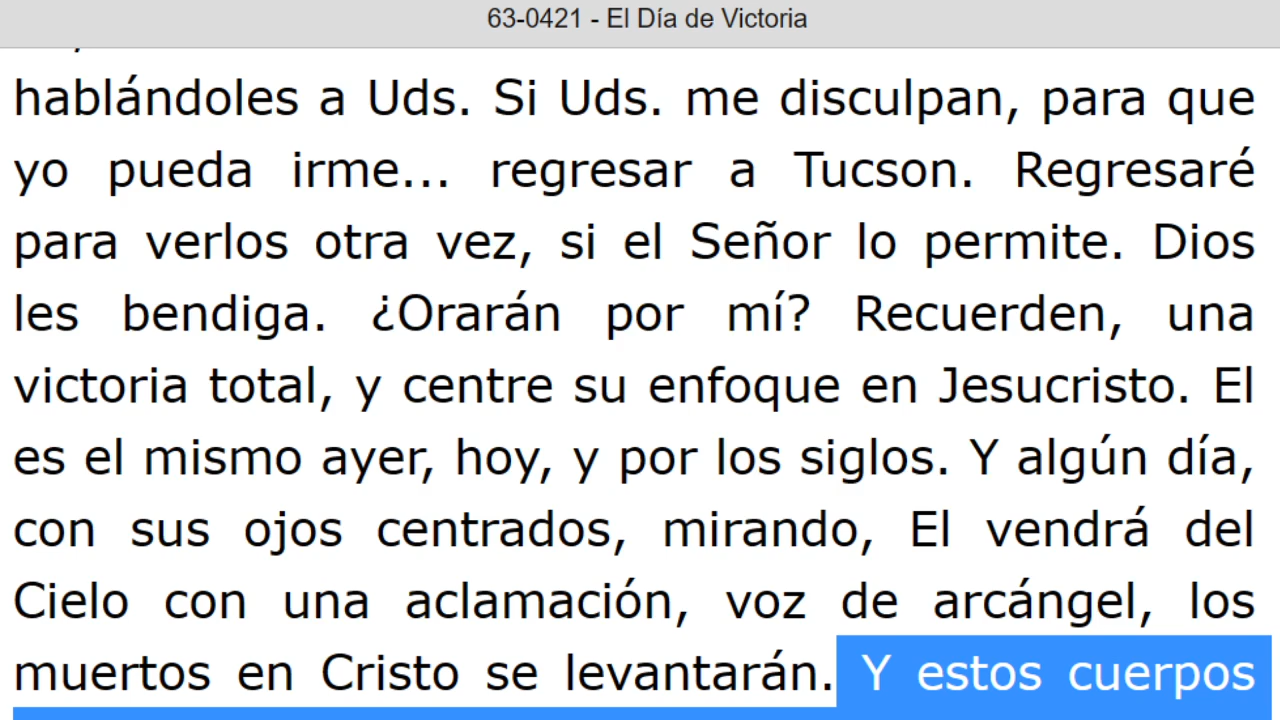 63-0421 - El Día de Victoria
hablándoles a Uds. Si Uds. me disculpan, para que
yo pueda irme... regresar a Tucson. Regresaré
para verlos otra vez, si el Señor lo permite. Dios
les bendiga. ¿Orarán por mí? Recuerden, una
victoria total, y centre su enfoque en Jesucristo. El
es el mismo ayer, hoy, y por los siglos. Y algún día,
con sus ojos centrados, mirando, El vendrá del
Cielo con una aclamación, voz de arcángel, los
muertos en Cristo se levantarán. Y estos cuerpos